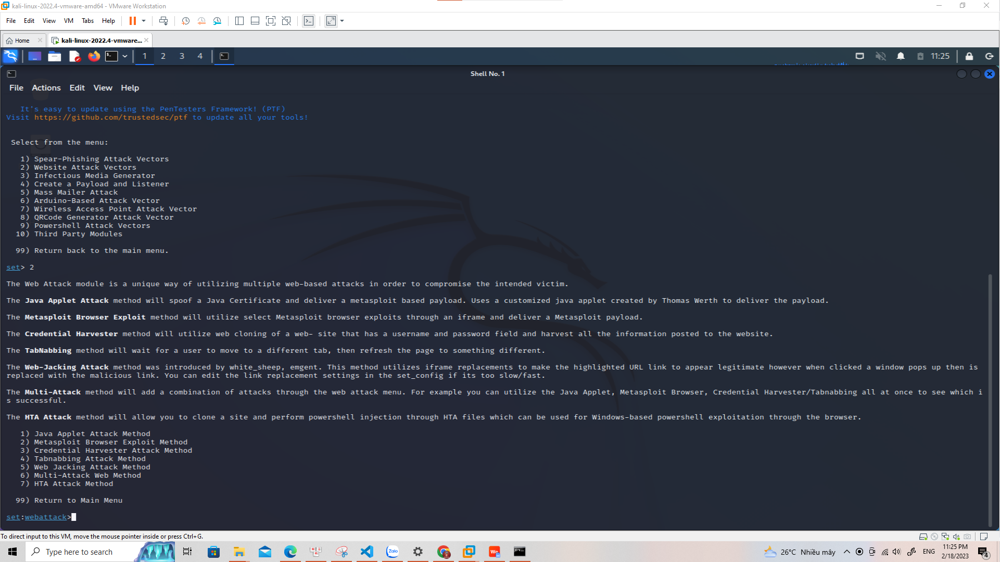 kali-linux-2022.4-vmware-amd64 - VMware Workstation
File Edit View VM Tabs Help
Home kali-linux-2022.4-vmware...
1 2 3 4 11:25
Shell No. 1
File Actions Edit View Help
It's easy to update using the PenTesters Framework! (PTF)
Visit https://github.com/trustedsec/ptf to update all your tools!
Select from the menu:
1) Spear-Phishing Attack Vectors
2) Website Attack Vectors
3) Infectious Media Generator
4) Create a Payload and Listener
5) Mass Mailer Attack
6) Arduino-Based Attack Vector
7) Wireless Access Point Attack Vector
8) QRCode Generator Attack Vector
9) Powershell Attack Vectors
10) Third Party Modules
99) Return back to the main menu.
set> 2
The Web Attack module is a unique way of utilizing multiple web-based attacks in order to compromise the intended victim.
The Java Applet Attack method will spoof a Java Certificate and deliver a metasploit based payload. Uses a customized java applet created by Thomas Werth to deliver the payload.
The Metasploit Browser Exploit method will utilize select Metasploit browser exploits through an iframe and deliver a Metasploit payload.
The Credential Harvester method will utilize web cloning of a web- site that has a username and password field and harvest all the information posted to the website.
The TabNabbing method will wait for a user to move to a different tab, then refresh the page to something different.
The Web-Jacking Attack method was introduced by white_sheep, emgent. This method utilizes iframe replacements to make the highlighted URL link to appear legitimate however when clicked a window pops up then is
replaced with the malicious link. You can edit the link replacement settings in the set_config if its too slow/fast.
The Multi-Attack method will add a combination of attacks through the web attack menu. For example you can utilize the Java Applet, Metasploit Browser, Credential Harvester/Tabnabbing all at once to see which i
s successful.
The HTA Attack method will allow you to clone a site and perform powershell injection through HTA files which can be used for Windows-based powershell exploitation through the browser.
1) Java Applet Attack Method
2) Metasploit Browser Exploit Method
3) Credential Harvester Attack Method
4) Tabnabbing Attack Method
5) Web Jacking Attack Method
6) Multi-Attack Web Method
7) HTA Attack Method
99) Return to Main Menu
set:webattack>
To direct input to this VM, move the mouse pointer inside or press Ctrl+G.
Type here to search Zalo We 26°C Nhiều mây ENG 11:25 PM
2/18/2023 4